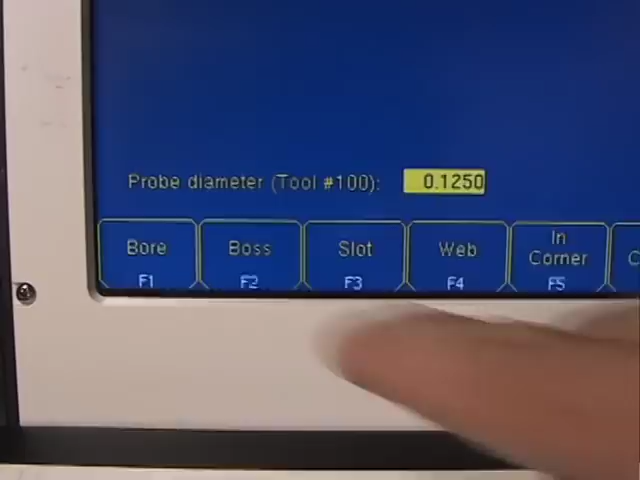 Probe diameter (Tool #100): 0.1250
Bore Boss Slot Web In Corner
F1 F2 F3 F4 F5